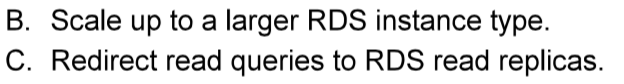 B. Scale up to a larger RDS instance type.
C. Redirect read queries to RDS read replicas.